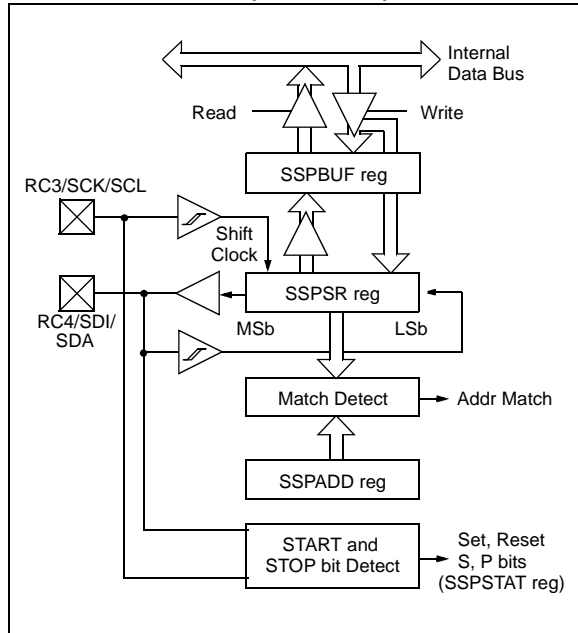 Internal
Data Bus
Read
Write
SSPBUF reg
RC3/SCK/SCL
Shift
Clock
SSPSR reg
MSb
LSb
RC4/SDI/
SDA
Match Detect
Addr Match
SSPADD reg
START and
STOP bit Detect
Set, Reset
S, P bits
(SSPSTAT reg)